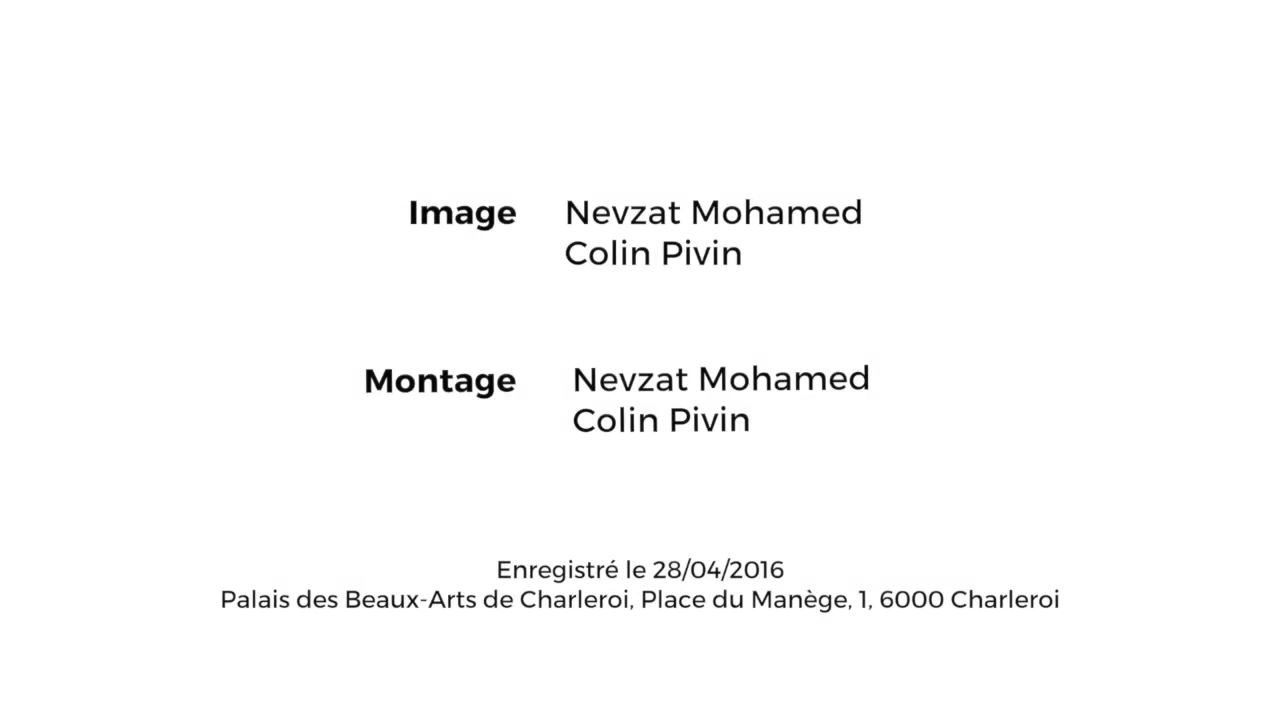 Image Nevzat Mohamed
Colin Pivin
Montage Nevzat Mohamed
Colin Pivin
Enregistré le 28/04/2016
Palais des Beaux-Arts de Charleroi, Place du Manège, 1, 6000 Charleroi